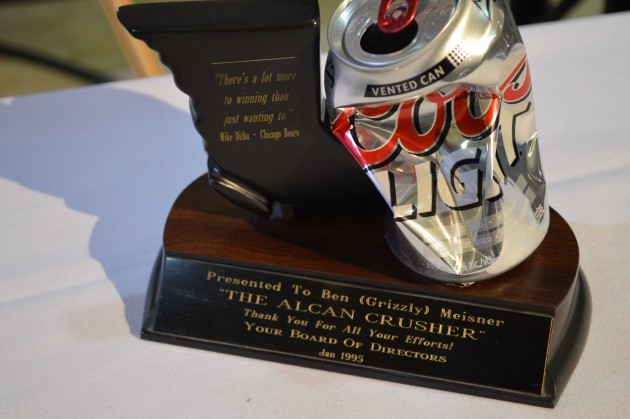 "There's a lot more
to winning than
just wanting to."
Mike Ditka - Chicago Bears
VENTED CAN
Coors
LIGHT
Presented To Ben (Grizzly) Meisner
"THE ALCAN CRUSHER"
Thank You For All Your Efforts!
YOUR BOARD OF DIRECTORS
Jan 1995